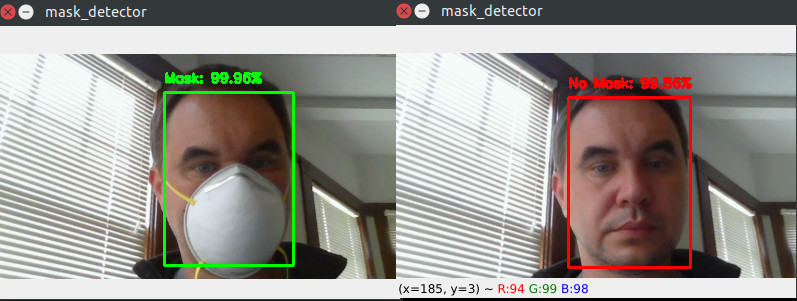 mask_detector
Mask: 99.96%
mask_detector
No Mask: 99.56%
(x=185, y=3) ~ R:94 G:99 B:98